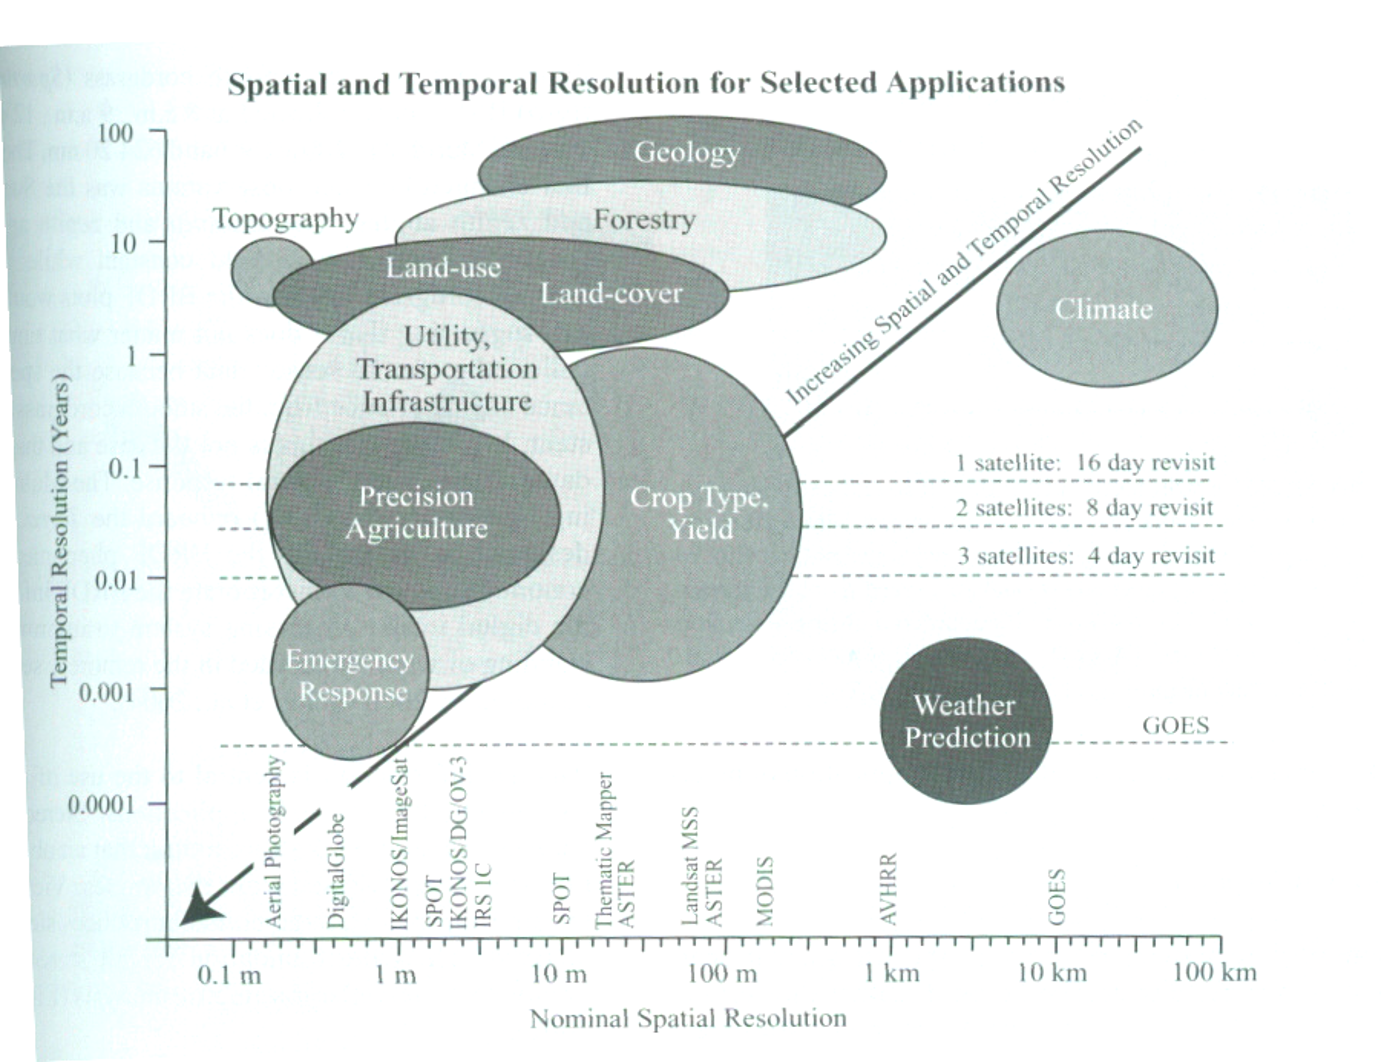 Spatial and Temporal Resolution for Selected Applications
100
10
1
0.1
0.01
0.001
0.0001
Temporal Resolution (Years)
Geology
Topography
Forestry
Land-use
Land-cover
Utility,
Transportation
Infrastructure
Precision
Agriculture
Crop Type,
Yield
Emergency
Response
Increasing Spatial and Temporal Resolution
Climate
1 satellite: 16 day revisit
2 satellites: 8 day revisit
3 satellites: 4 day revisit
Weather
Prediction
GOES
Aerial Photography
DigitalGlobe
IKONOS/ImageSat
SPOT
IKONOS/DG/OV-3
IRS 1C
SPOT
Thematic Mapper
ASTER
Landsat MSS
ASTER
MODIS
AVHRR
GOES
0.1 m
1 m
10 m
100 m
1 km
10 km
100 km
Nominal Spatial Resolution